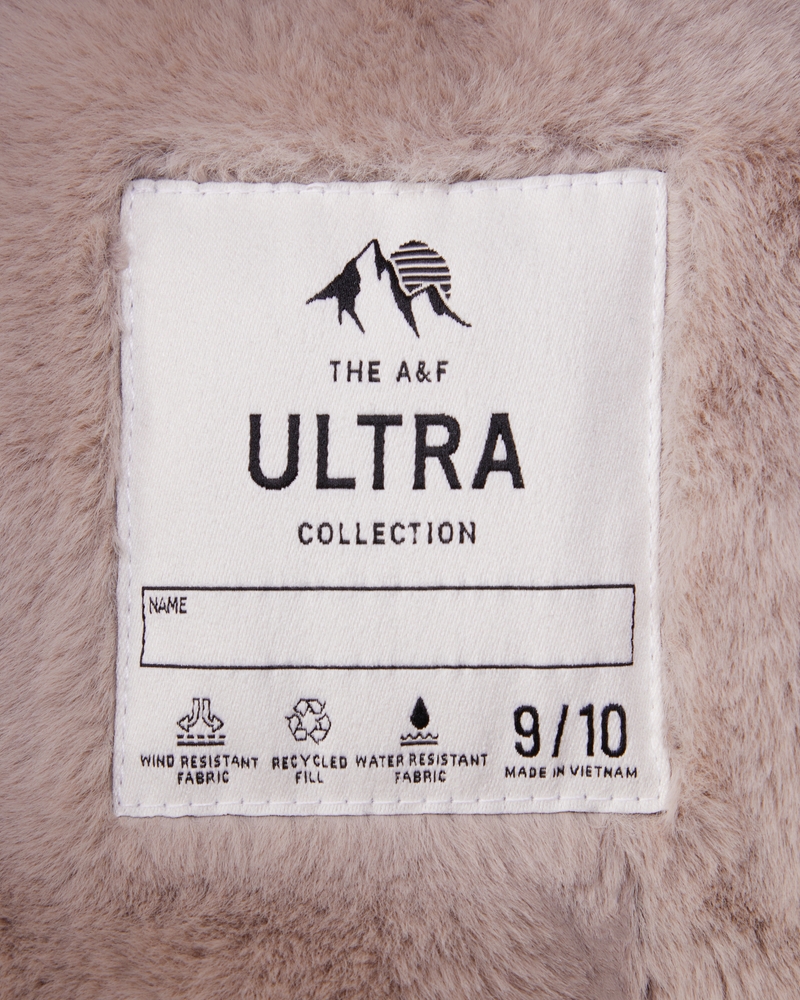 THE A&F
ULTRA
COLLECTION
NAME
WIND RESISTANT
FABRIC
RECYCLED
FILL
WATER RESISTANT
FABRIC
9/10
MADE IN VIETNAM